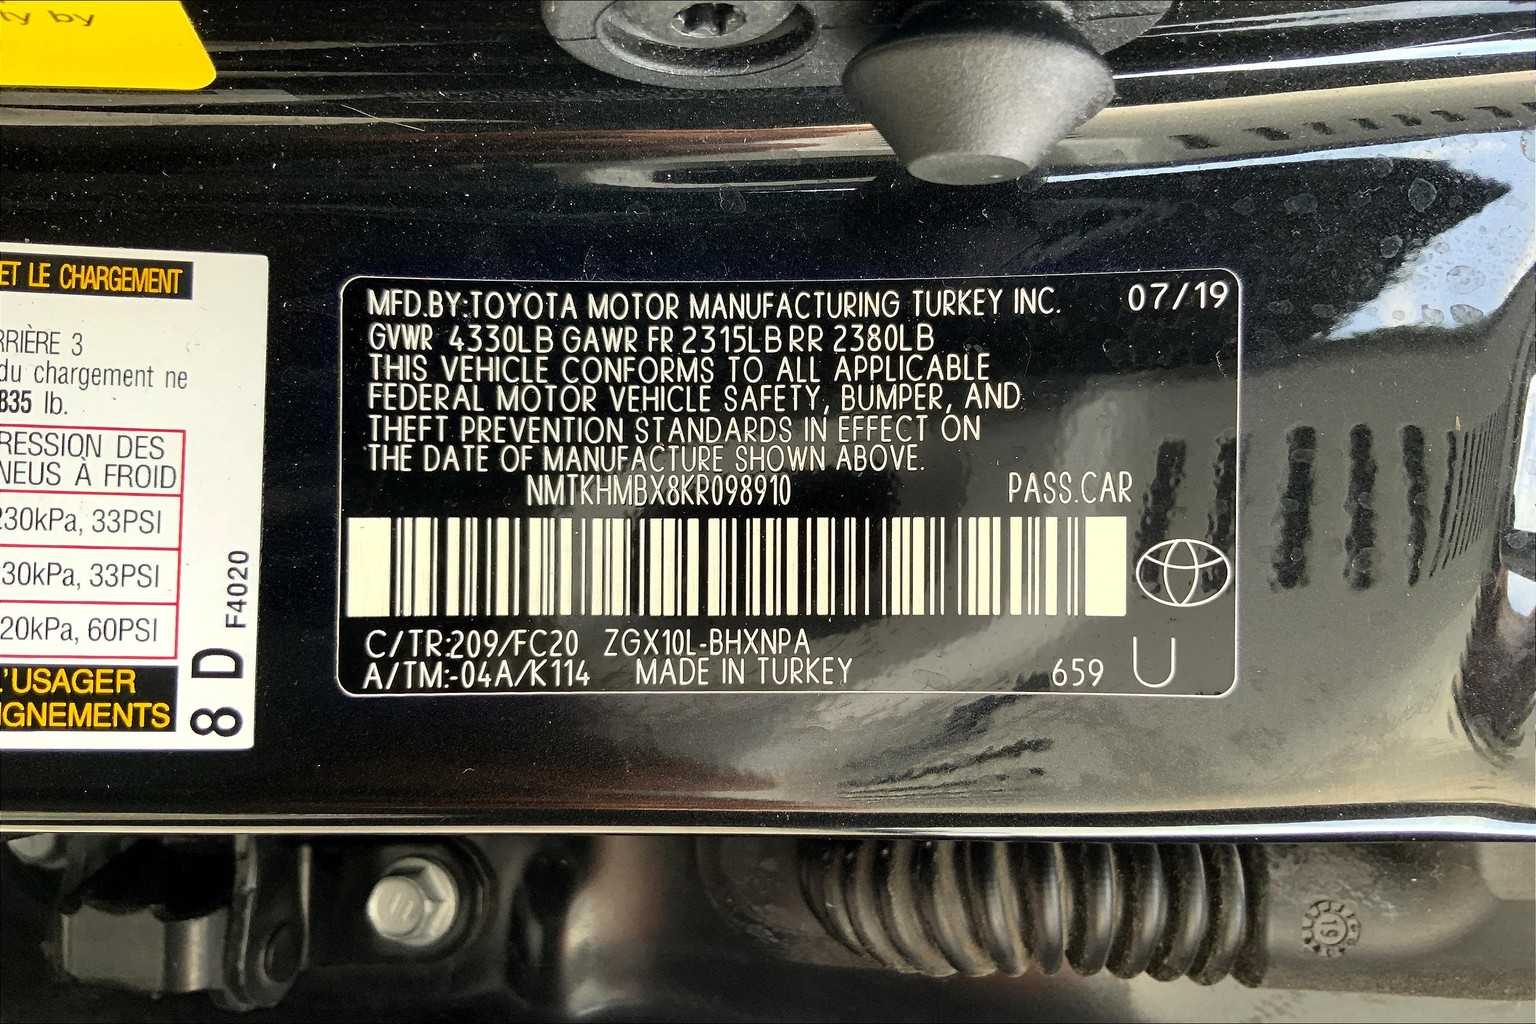 ty by
ET LE CHARGEMENT
RRIÈRE 3
du chargement ne
835 lb.
RESSION DES
NEUS À FROID
230kPa, 33PSI
30kPa, 33PSI
20kPa, 60PSI
L'USAGER
IGNEMENTS
8 D F4020
MFD.BY:TOYOTA MOTOR MANUFACTURING TURKEY INC. 07/19
GVWR 4330LB GAWR FR 2315LB RR 2380LB
THIS VEHICLE CONFORMS TO ALL APPLICABLE
FEDERAL MOTOR VEHICLE SAFETY, BUMPER, AND
THEFT PREVENTION STANDARDS IN EFFECT ON
THE DATE OF MANUFACTURE SHOWN ABOVE.
NMTKHMBX8KR098910 PASS.CAR
C/TR:209/FC20 ZGX10L-BHXNPA
A/TM:-04A/K114 MADE IN TURKEY 659 U
19